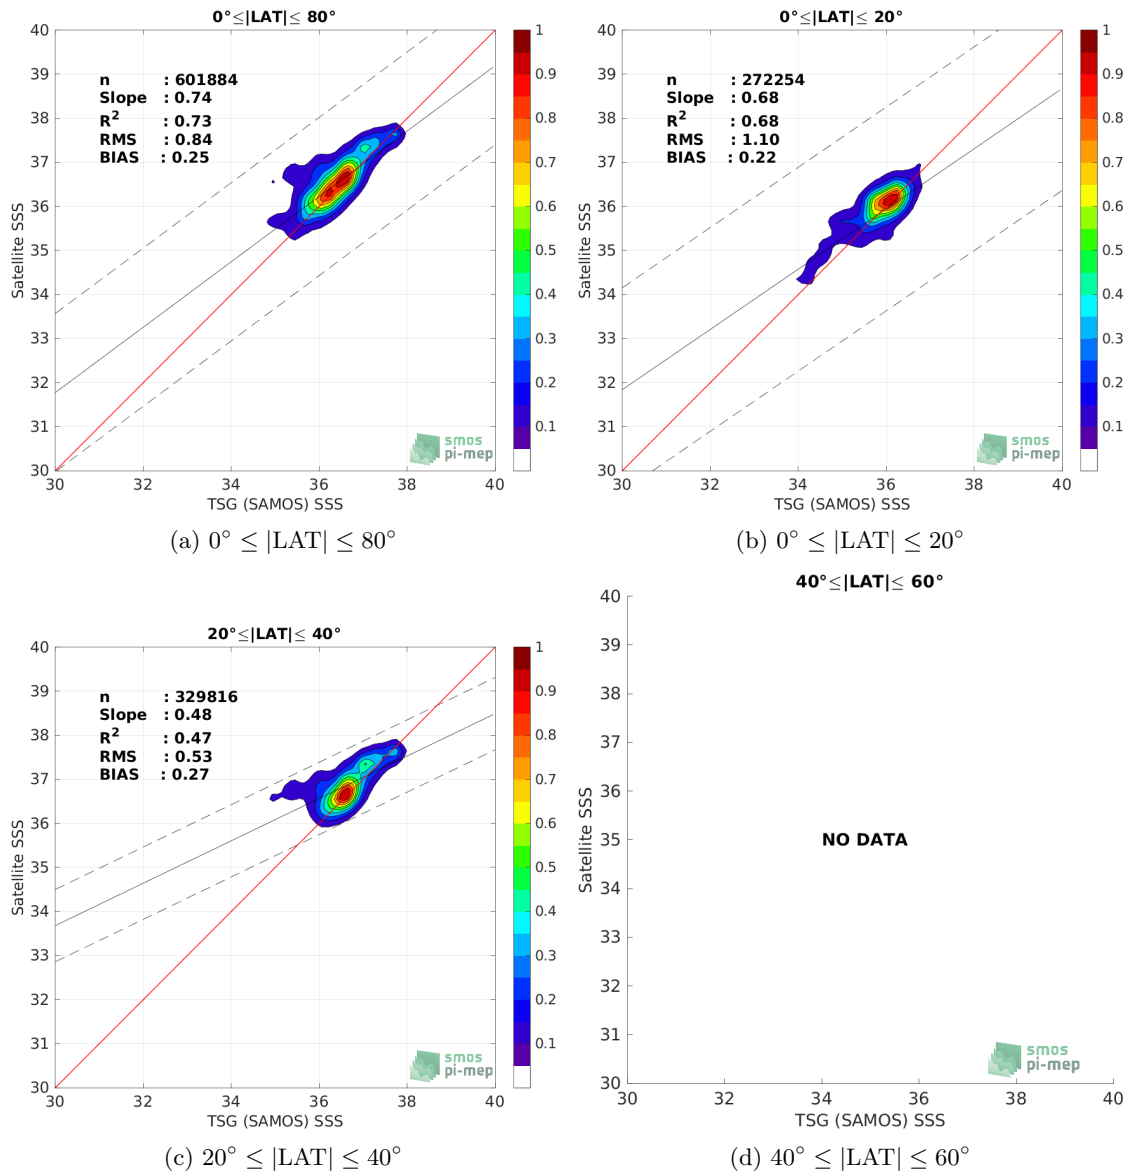 0°≤|LAT|≤ 80°
40
39
38
37
36
35
34
33
32
31
30
Satellite SSS
n : 601884
Slope : 0.74
R² : 0.73
RMS : 0.84
BIAS : 0.25
30 32 34 36 38 40
TSG (SAMOS) SSS
smos
pi-mep
1
0.9
0.8
0.7
0.6
0.5
0.4
0.3
0.2
0.1
(a) 0° ≤ |LAT| ≤ 80°
0°≤|LAT|≤ 20°
40
39
38
37
36
35
34
33
32
31
30
Satellite SSS
n : 272254
Slope : 0.68
R² : 0.68
RMS : 1.10
BIAS : 0.22
30 32 34 36 38 40
TSG (SAMOS) SSS
smos
pi-mep
1
0.9
0.8
0.7
0.6
0.5
0.4
0.3
0.2
0.1
(b) 0° ≤ |LAT| ≤ 20°
20°≤|LAT|≤ 40°
40
39
38
37
36
35
34
33
32
31
30
Satellite SSS
n : 329816
Slope : 0.48
R² : 0.47
RMS : 0.53
BIAS : 0.27
30 32 34 36 38 40
TSG (SAMOS) SSS
smos
pi-mep
1
0.9
0.8
0.7
0.6
0.5
0.4
0.3
0.2
0.1
(c) 20° ≤ |LAT| ≤ 40°
40°≤|LAT|≤ 60°
40
39
38
37
36
35
34
33
32
31
30
Satellite SSS
NO DATA
30 32 34 36 38 40
TSG (SAMOS) SSS
smos
pi-mep
(d) 40° ≤ |LAT| ≤ 60°